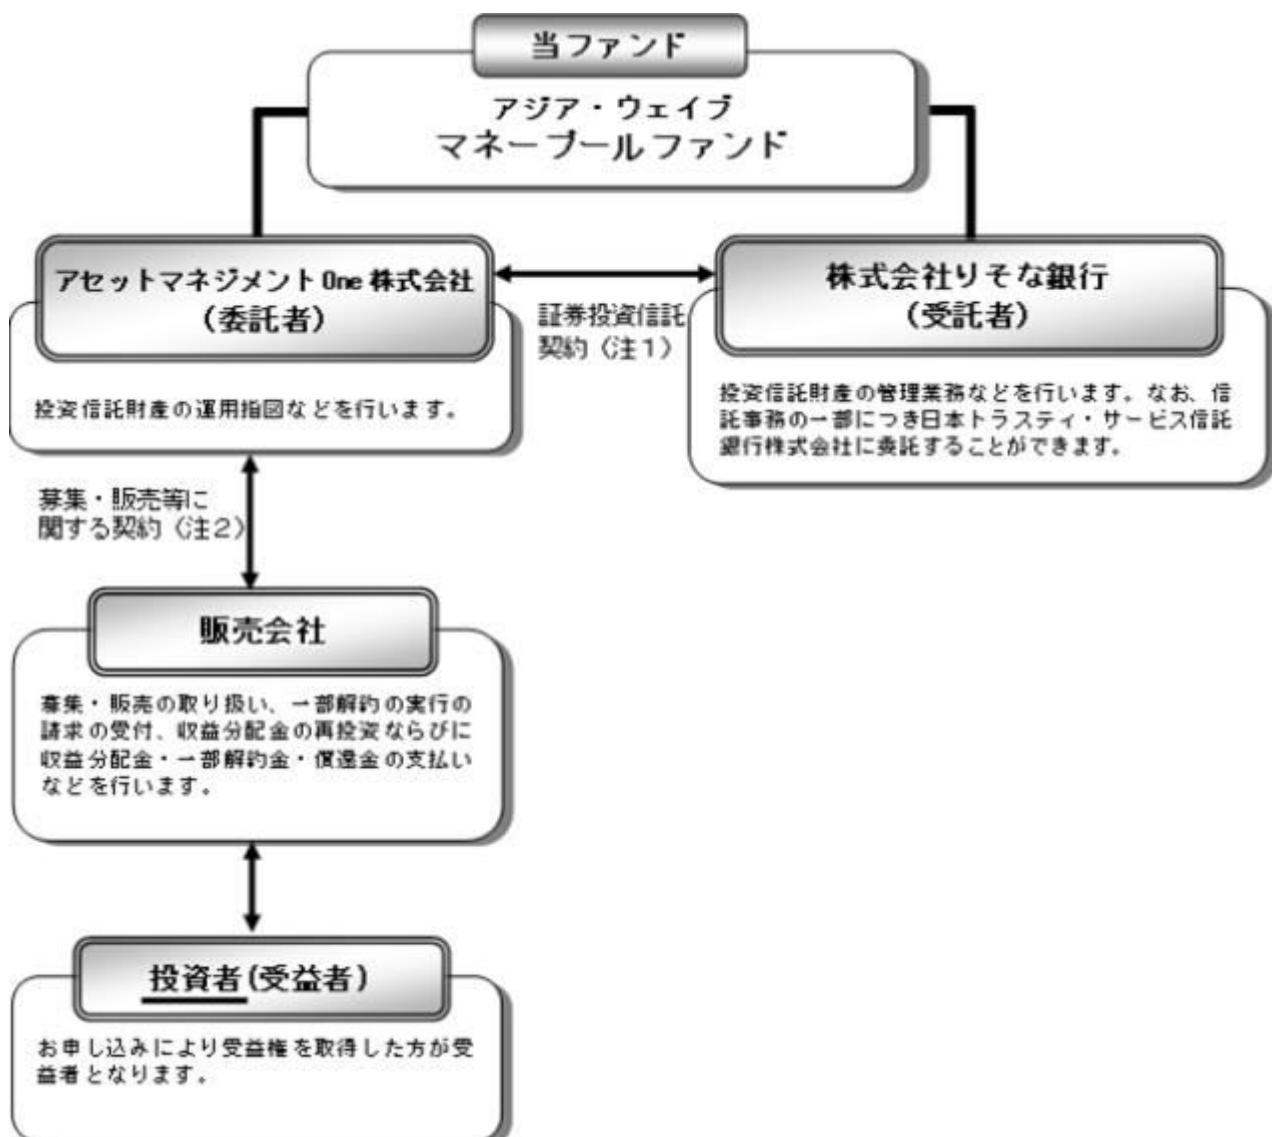 当ファンド
アジア・ウェイブ
マネープールファンド
アセットマネジメントOne 株式会社
(委託者)
投資信託財産の運用指図などを行います。
証券投資信託
契約(注1)
株式会社りそな銀行
(受託者)
投資信託財産の管理業務などを行います。なお、信
託事務の一部につき日本トラスティ・サービス信託
銀行株式会社に委託することができます。
募集・販売等に
関する契約(注2)
販売会社
募集・販売の取り扱い、一部解約の実行の
請求の受付、収益分配金の再投資ならびに
収益分配金・一部解約金・償還金の支払い
などを行います。
投資者(受益者)
お申し込みにより受益権を取得した方が受
益者となります。